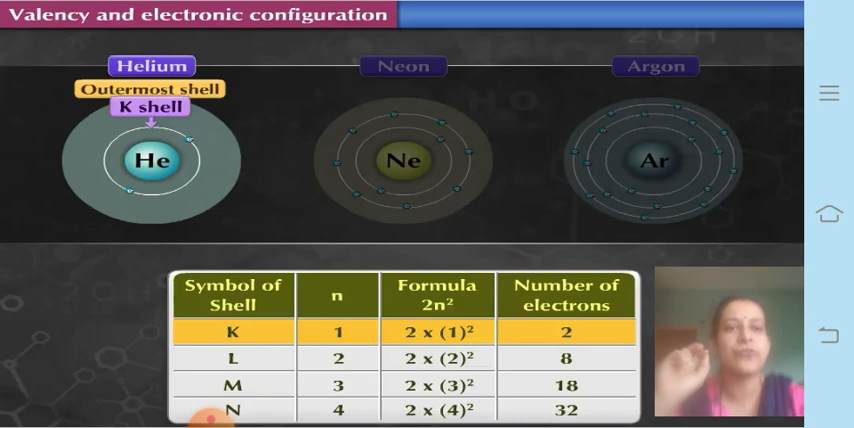 Valency and electronic configuration
2ΩH
Helium
Neon
Argon
Outermost shell
K shell
HO
He
Ne
Ar
Symbol of Shell n Formula 2n² Number of electrons
K 1 2 x (1)² 2
L 2 2 x (2)² 8
M 3 2 x (3)² 18
N 4 2 x (4)² 32